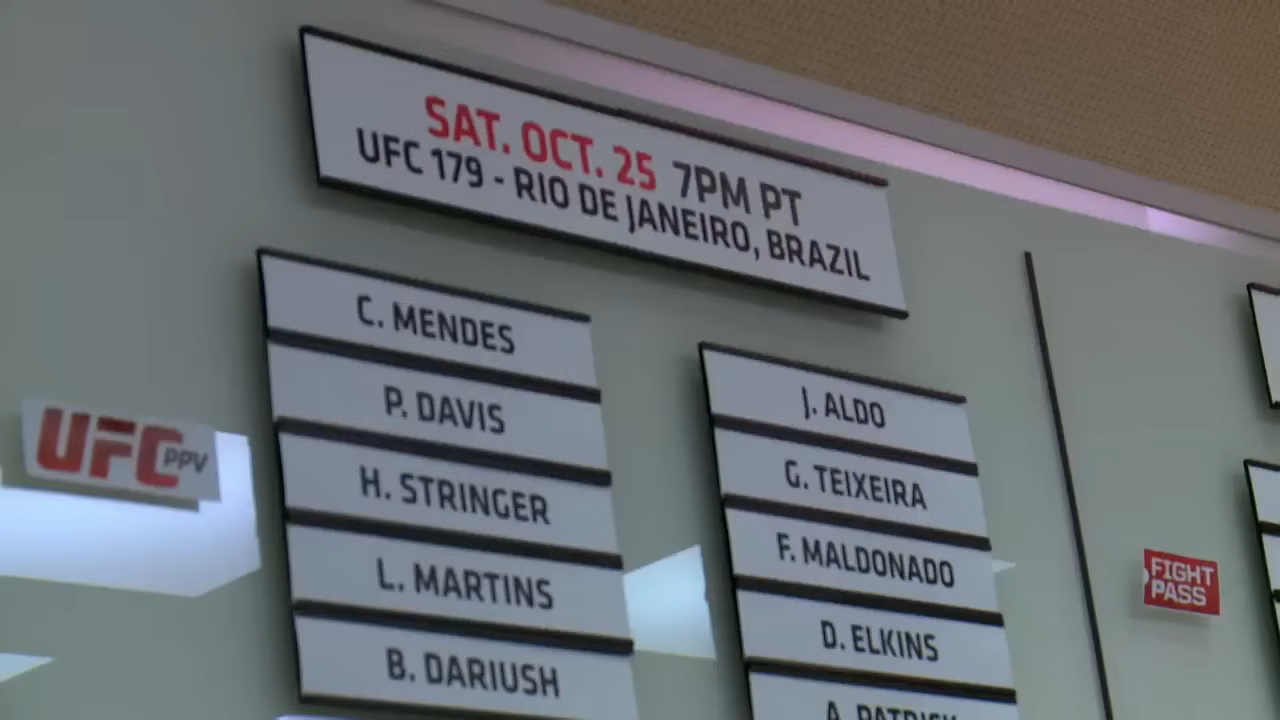 SAT. OCT. 25 7PM PT
UFC 179 - RIO DE JANEIRO, BRAZIL
C. MENDES
P. DAVIS
H. STRINGER
L. MARTINS
B. DARIUSH
J. ALDO
G. TEIXEIRA
F. MALDONADO
D. ELKINS
A. PATRICK
UFC PPV
FIGHT
PASS